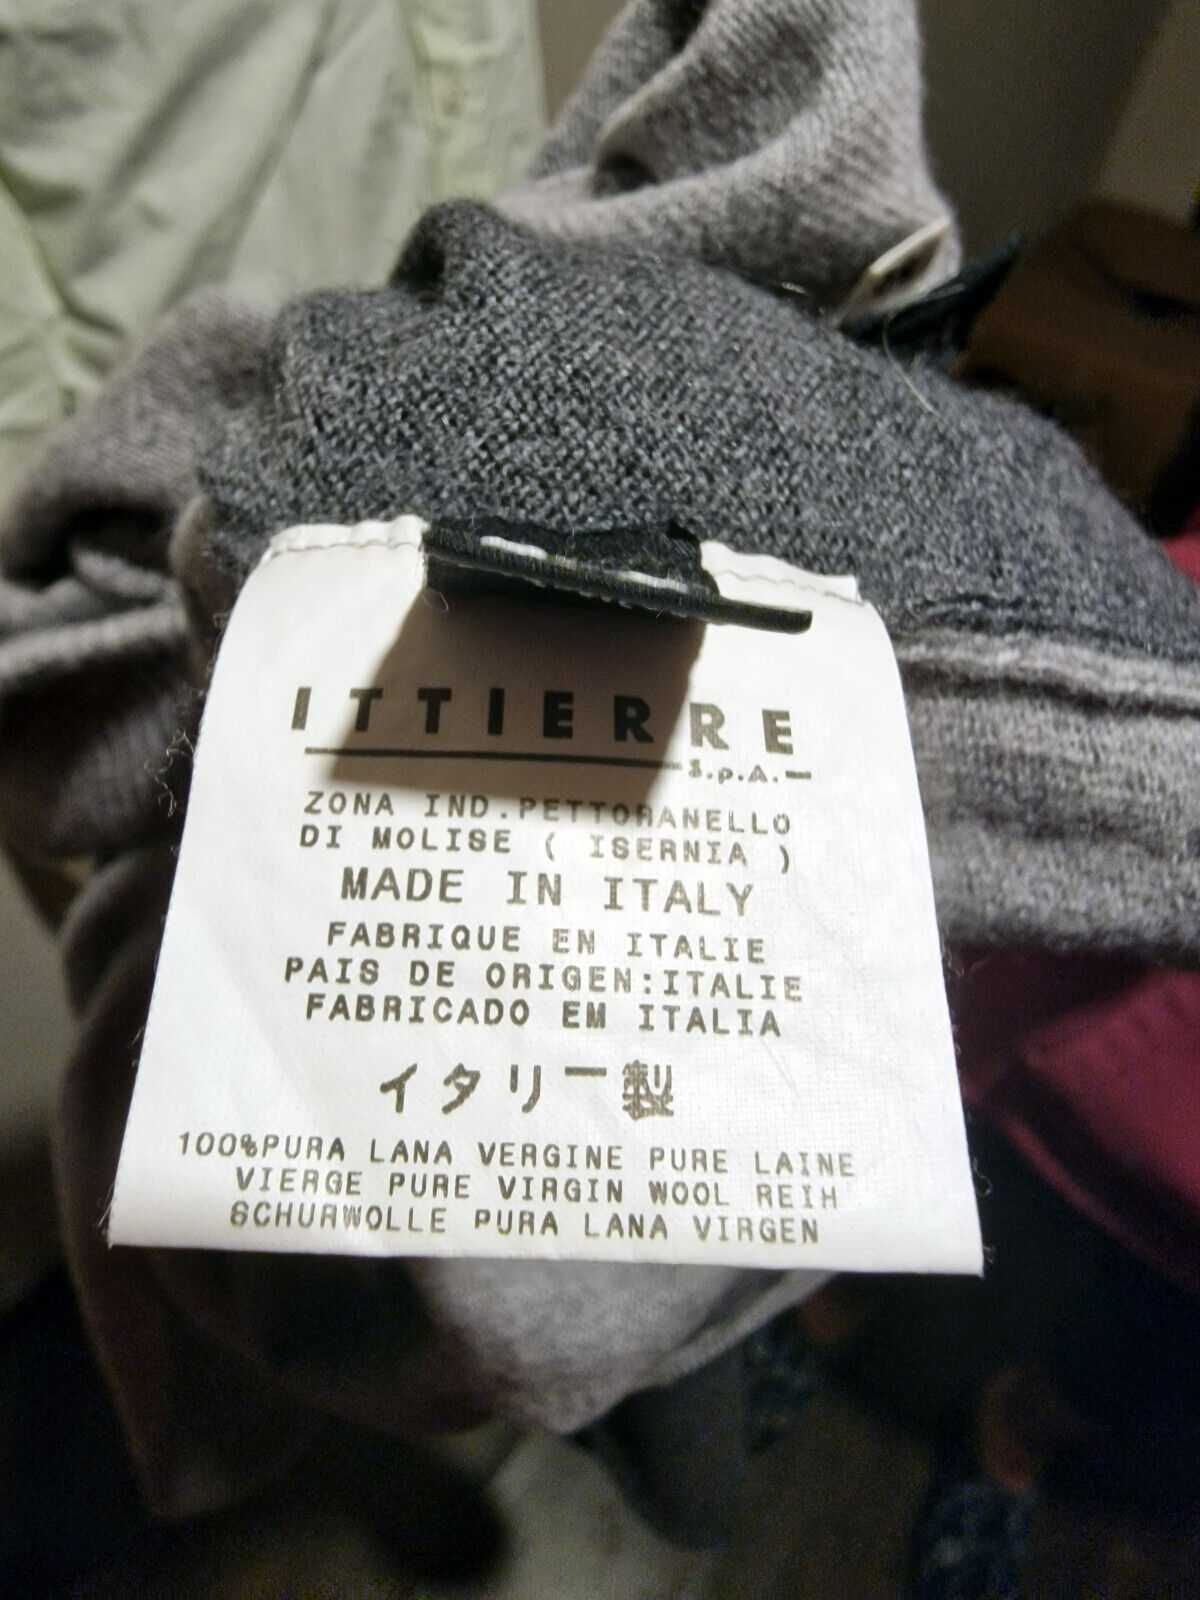 ITTIERRE
S.p.A.
ZONA IND.PETTORANELLO
DI MOLISE ( ISERNIA )
MADE IN ITALY
FABRIQUE EN ITALIE
PAIS DE ORIGEN:ITALIE
FABRICADO EM ITALIA
イタリー製
100%PURA LANA VERGINE PURE LAINE
VIERGE PURE VIRGIN WOOL REIH
SCHURWOLLE PURA LANA VIRGEN